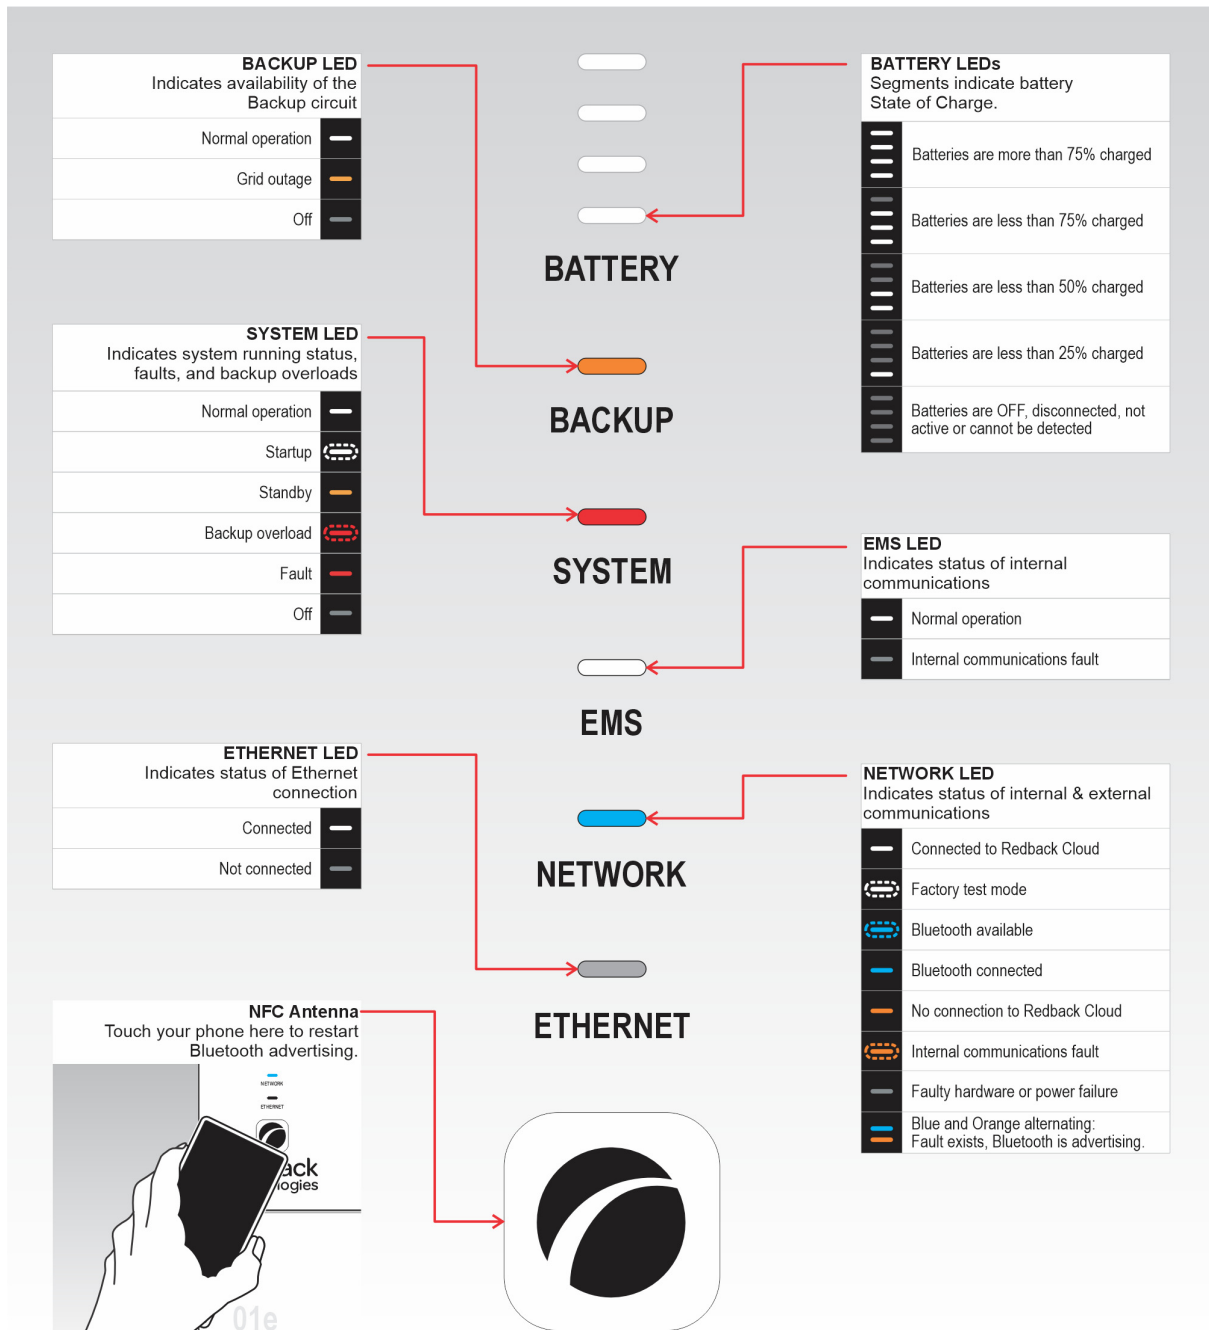 BACKUP LED
Indicates availability of the
Backup circuit
Normal operation
Grid outage
Off
SYSTEM LED
Indicates system running status,
faults, and backup overloads
Normal operation
Startup
Standby
Backup overload
Fault
Off
ETHERNET LED
Indicates status of Ethernet
connection
Connected
Not connected
NFC Antenna
Touch your phone here to restart
Bluetooth advertising.
NETWORK
ETHERNET
ack
logies
01e
BATTERY
BACKUP
SYSTEM
EMS
NETWORK
ETHERNET
BATTERY LEDs
Segments indicate battery
State of Charge.
Batteries are more than 75% charged
Batteries are less than 75% charged
Batteries are less than 50% charged
Batteries are less than 25% charged
Batteries are OFF, disconnected, not
active or cannot be detected
EMS LED
Indicates status of internal
communications
Normal operation
Internal communications fault
NETWORK LED
Indicates status of internal & external
communications
Connected to Redback Cloud
Factory test mode
Bluetooth available
Bluetooth connected
No connection to Redback Cloud
Internal communications fault
Faulty hardware or power failure
Blue and Orange alternating:
Fault exists, Bluetooth is advertising.